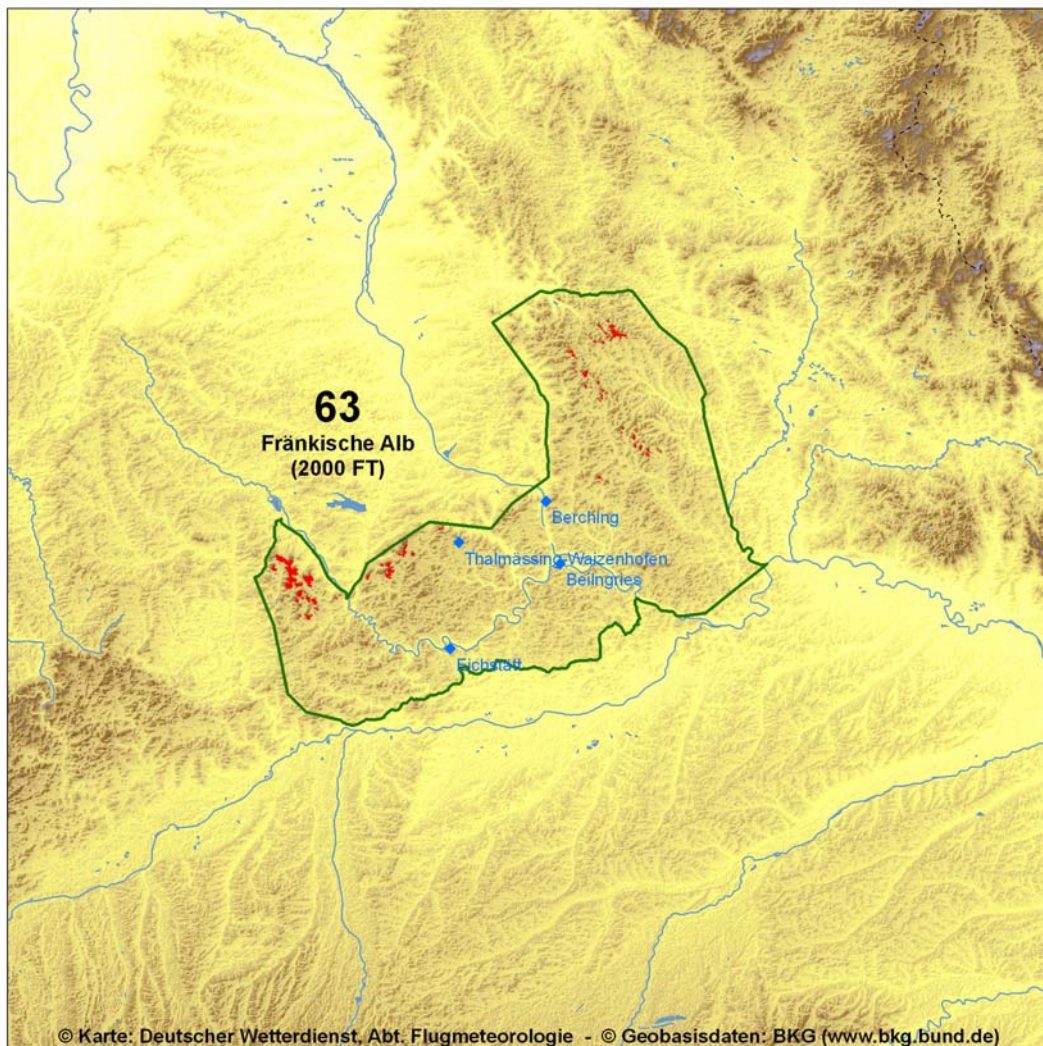 63
Fränkische Alb
(2000 FT)
Berching
Thalmässing-Waizenhofen
Beilngries
Eichstätt
© Karte: Deutscher Wetterdienst, Abt. Flugmeteorologie - © Geobasisdaten: BKG (www.bkg.bund.de)